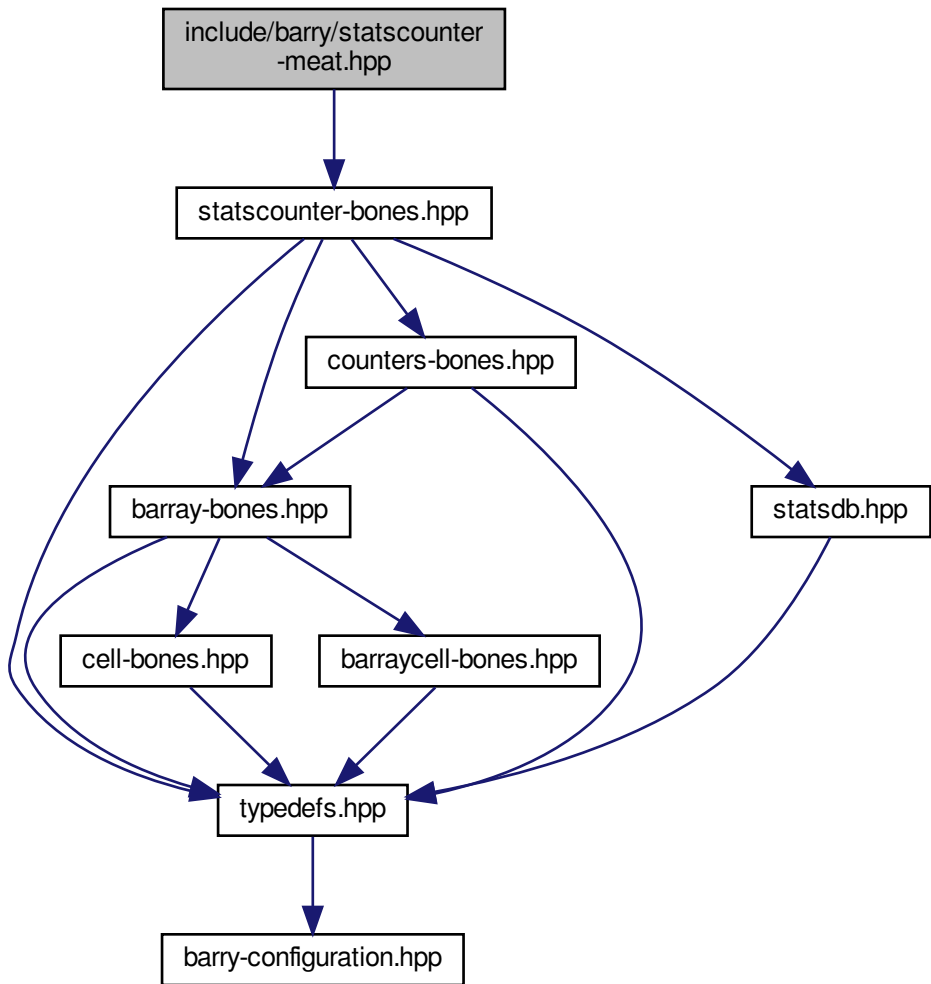 include/barry/statscounter
-meat.hpp
statscounter-bones.hpp
counters-bones.hpp
barray-bones.hpp
statsdb.hpp
cell-bones.hpp
barraycell-bones.hpp
typedefs.hpp
barry-configuration.hpp